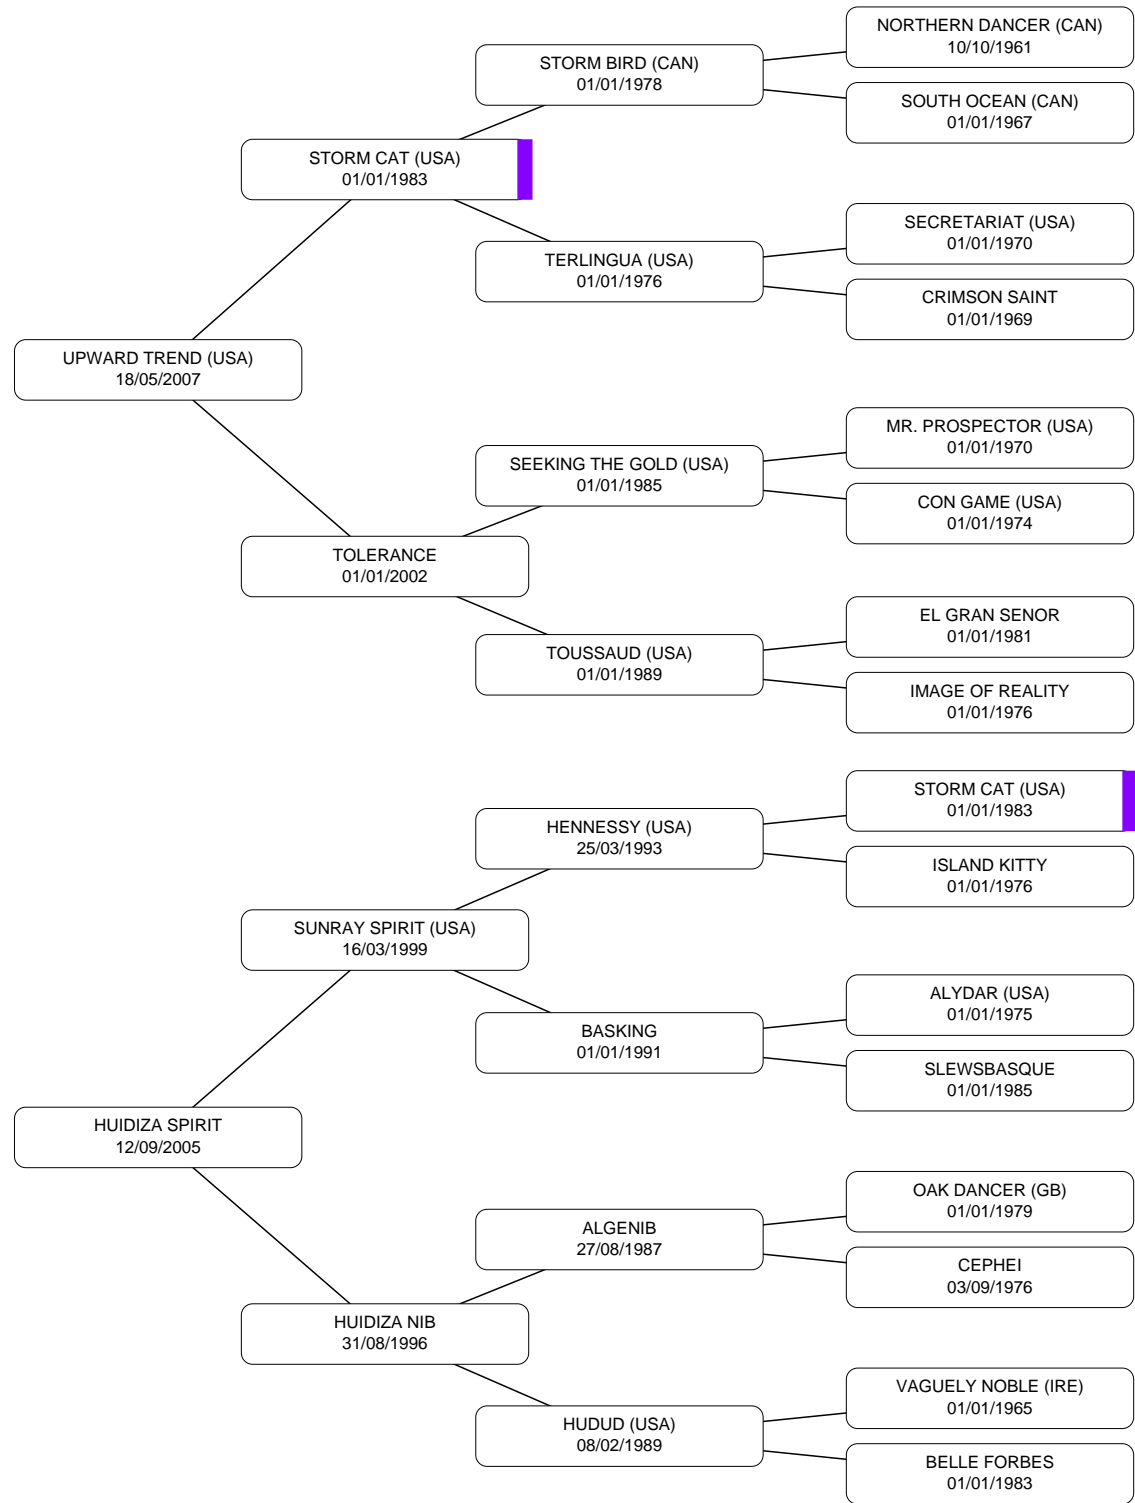 NORTHERN DANCER (CAN)
10/10/1961
STORM BIRD (CAN)
01/01/1978
SOUTH OCEAN (CAN)
01/01/1967
STORM CAT (USA)
01/01/1983
SECRETARIAT (USA)
01/01/1970
TERLINGUA (USA)
01/01/1976
CRIMSON SAINT
01/01/1969
UPWARD TREND (USA)
18/05/2007
MR. PROSPECTOR (USA)
01/01/1970
SEEKING THE GOLD (USA)
01/01/1985
CON GAME (USA)
01/01/1974
TOLERANCE
01/01/2002
EL GRAN SENOR
01/01/1981
TOUSSAUD (USA)
01/01/1989
IMAGE OF REALITY
01/01/1976
STORM CAT (USA)
01/01/1983
HENNESSY (USA)
25/03/1993
ISLAND KITTY
01/01/1976
SUNRAY SPIRIT (USA)
16/03/1999
ALYDAR (USA)
01/01/1975
BASKING
01/01/1991
SLEWSBASQUE
01/01/1985
HUIDIZA SPIRIT
12/09/2005
OAK DANCER (GB)
01/01/1979
ALGENIB
27/08/1987
CEPHEI
03/09/1976
HUIDIZA NIB
31/08/1996
VAGUELY NOBLE (IRE)
01/01/1965
HUDUD (USA)
08/02/1989
BELLE FORBES
01/01/1983